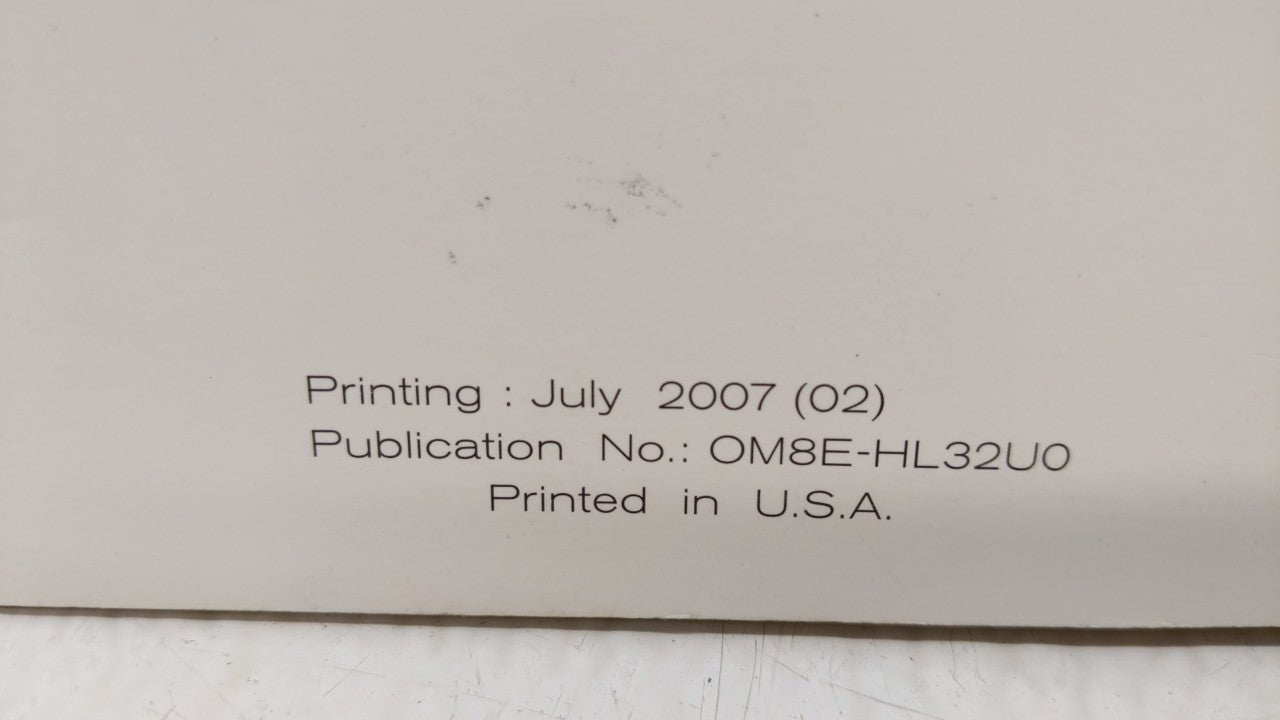 Printing : July 2007 (02)
Publication No.: OM8E-HL32U0
Printed in U.S.A.